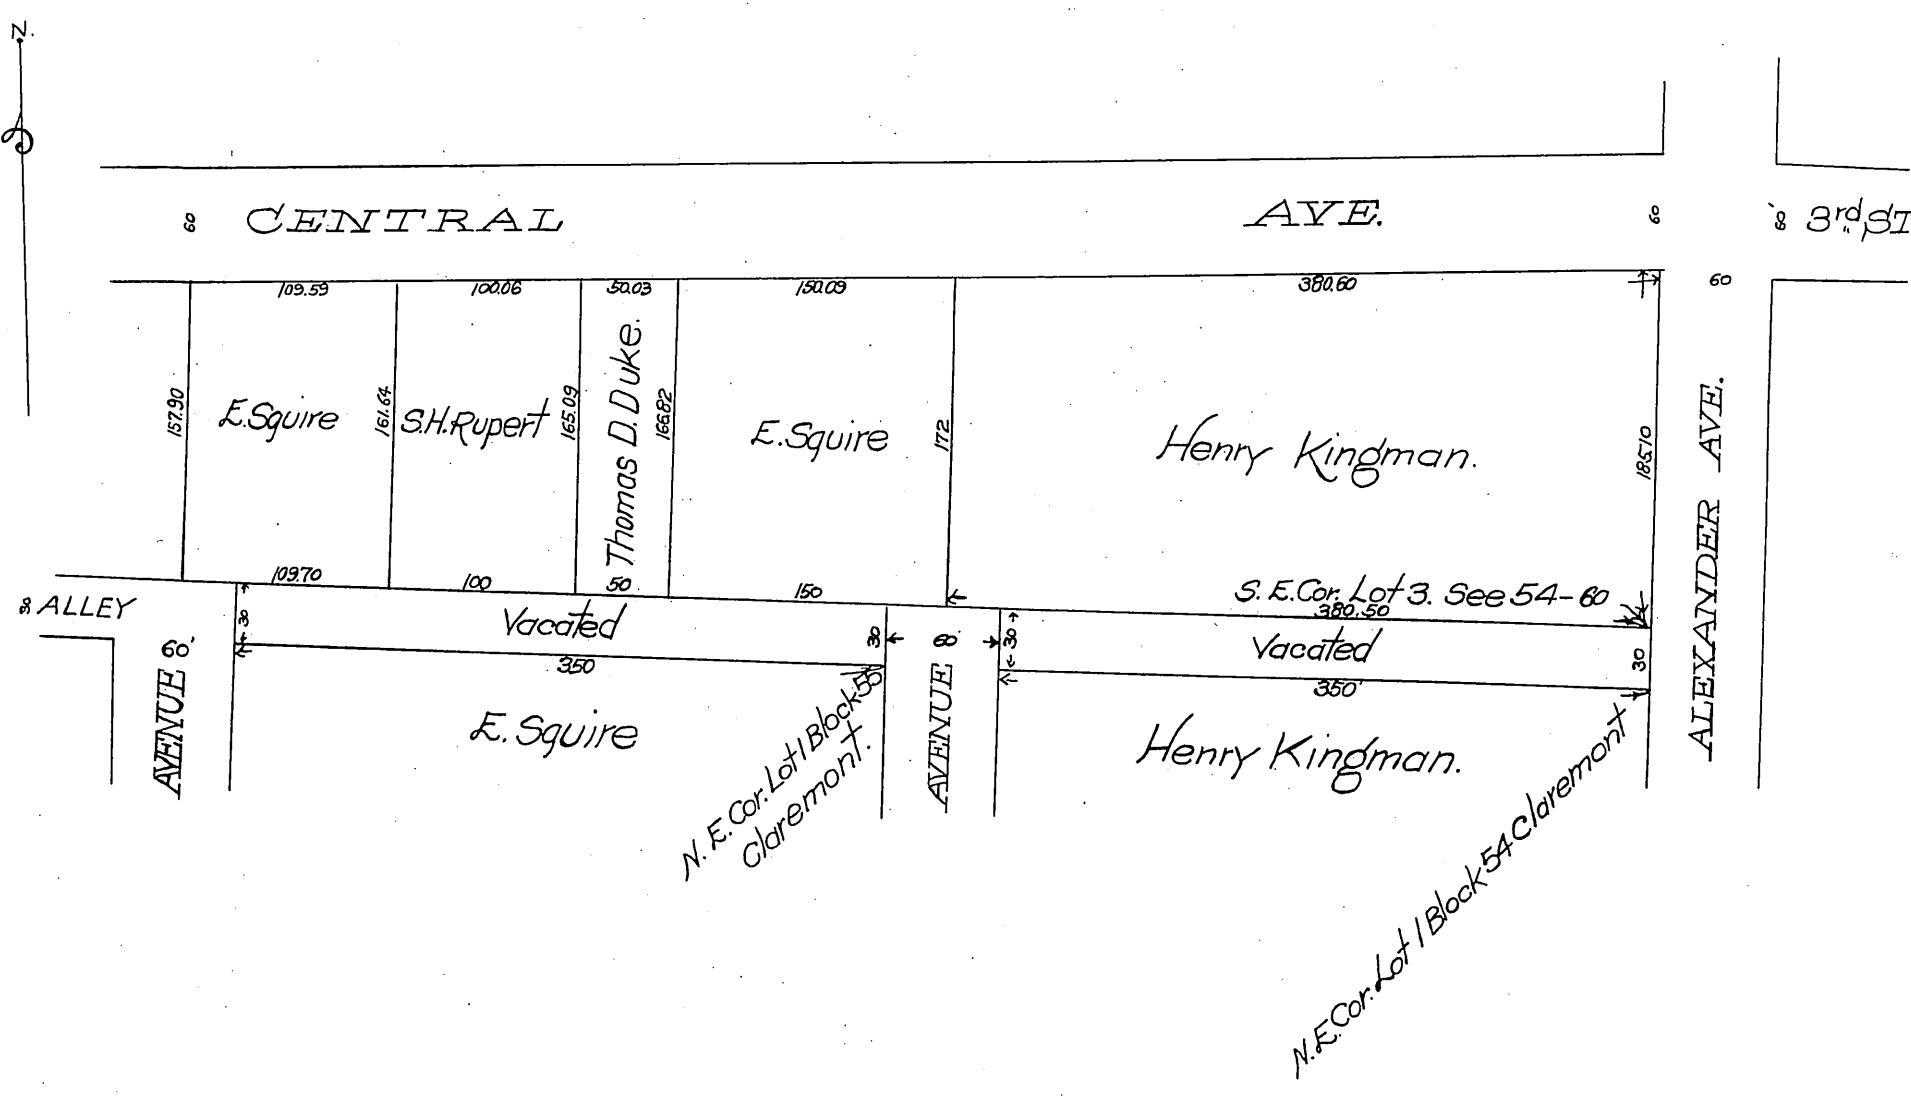 N.
CENTRAL AVE.
60
60
60
3rd ST
109.59
100.06
50.03
150.09
380.60
60
157.90
E. Squire
161.64
S.H. Rupert
165.09
Thomas D. Duke.
166.82
E. Squire
172
Henry Kingman.
185.10
ALEXANDER AVE.
109.70
100
50
150
S.E. Cor. Lot 3. See 54-60
380.50
ALLEY
30
Vacated
30
60
30
Vacated
30
60'
350
350'
AVENUE
E. Squire
N.E. Cor. Lot 1 Block 55
Claremont.
AVENUE
Henry Kingman.
N.E. Cor. Lot 1 Block 54 Claremont